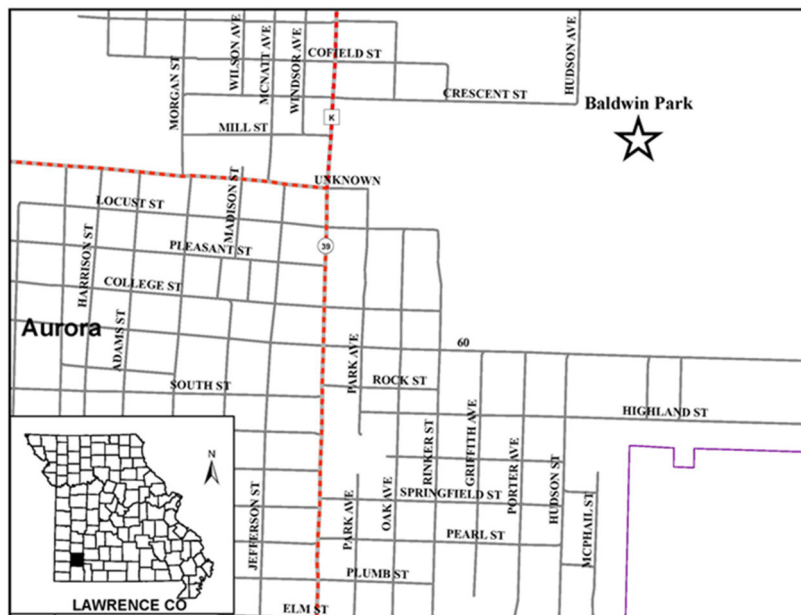 COFIELD ST
WILSON AVE
MCNATT AVE
WINDSOR AVE
HUDSON AVE
MORGAN ST
CRESCENT ST
Baldwin Park
K
MILL ST
UNKNOWN
MADISON ST
LOCUST ST
PLEASANT ST
39
HARRISON ST
COLLEGE ST
Aurora
ADAMS ST
60
PARK AVE
SOUTH ST
ROCK ST
HIGHLAND ST
RINKER ST
GRIFFITH AVE
PORTER AVE
HUDSON ST
N
JEFFERSON ST
PARK AVE
OAK AVE
SPRINGFIELD ST
MCPHAIL ST
PEARL ST
PLUMB ST
LAWRENCE CO
ELM ST